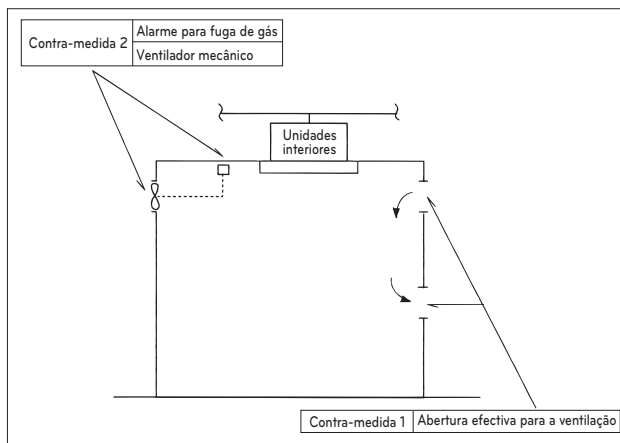 Contra-medida 2
Alarme para fuga de gás
Ventilador mecânico
Unidades
interiores
Contra-medida 1
Abertura efectiva para a ventilação